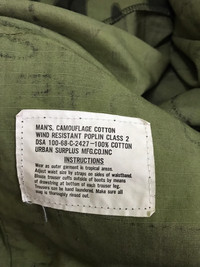 MAN'S, CAMOUFLAGE COTTON
WIND RESISTANT POPLIN CLASS 2
DSA 100-68-C-2427-100% COTTON
URBAN SURPLUS MFG.CO.INC
INSTRUCTIONS
Wear as outer garment in tropical areas.
Adjust waist size by straps on sides of waistband.
Blouse trouser cuffs outside of boots by means
of drawstring at bottom of each trouser leg.
Trousers can be hand laundered. Make sure all
soap is thoroughly rinsed out.